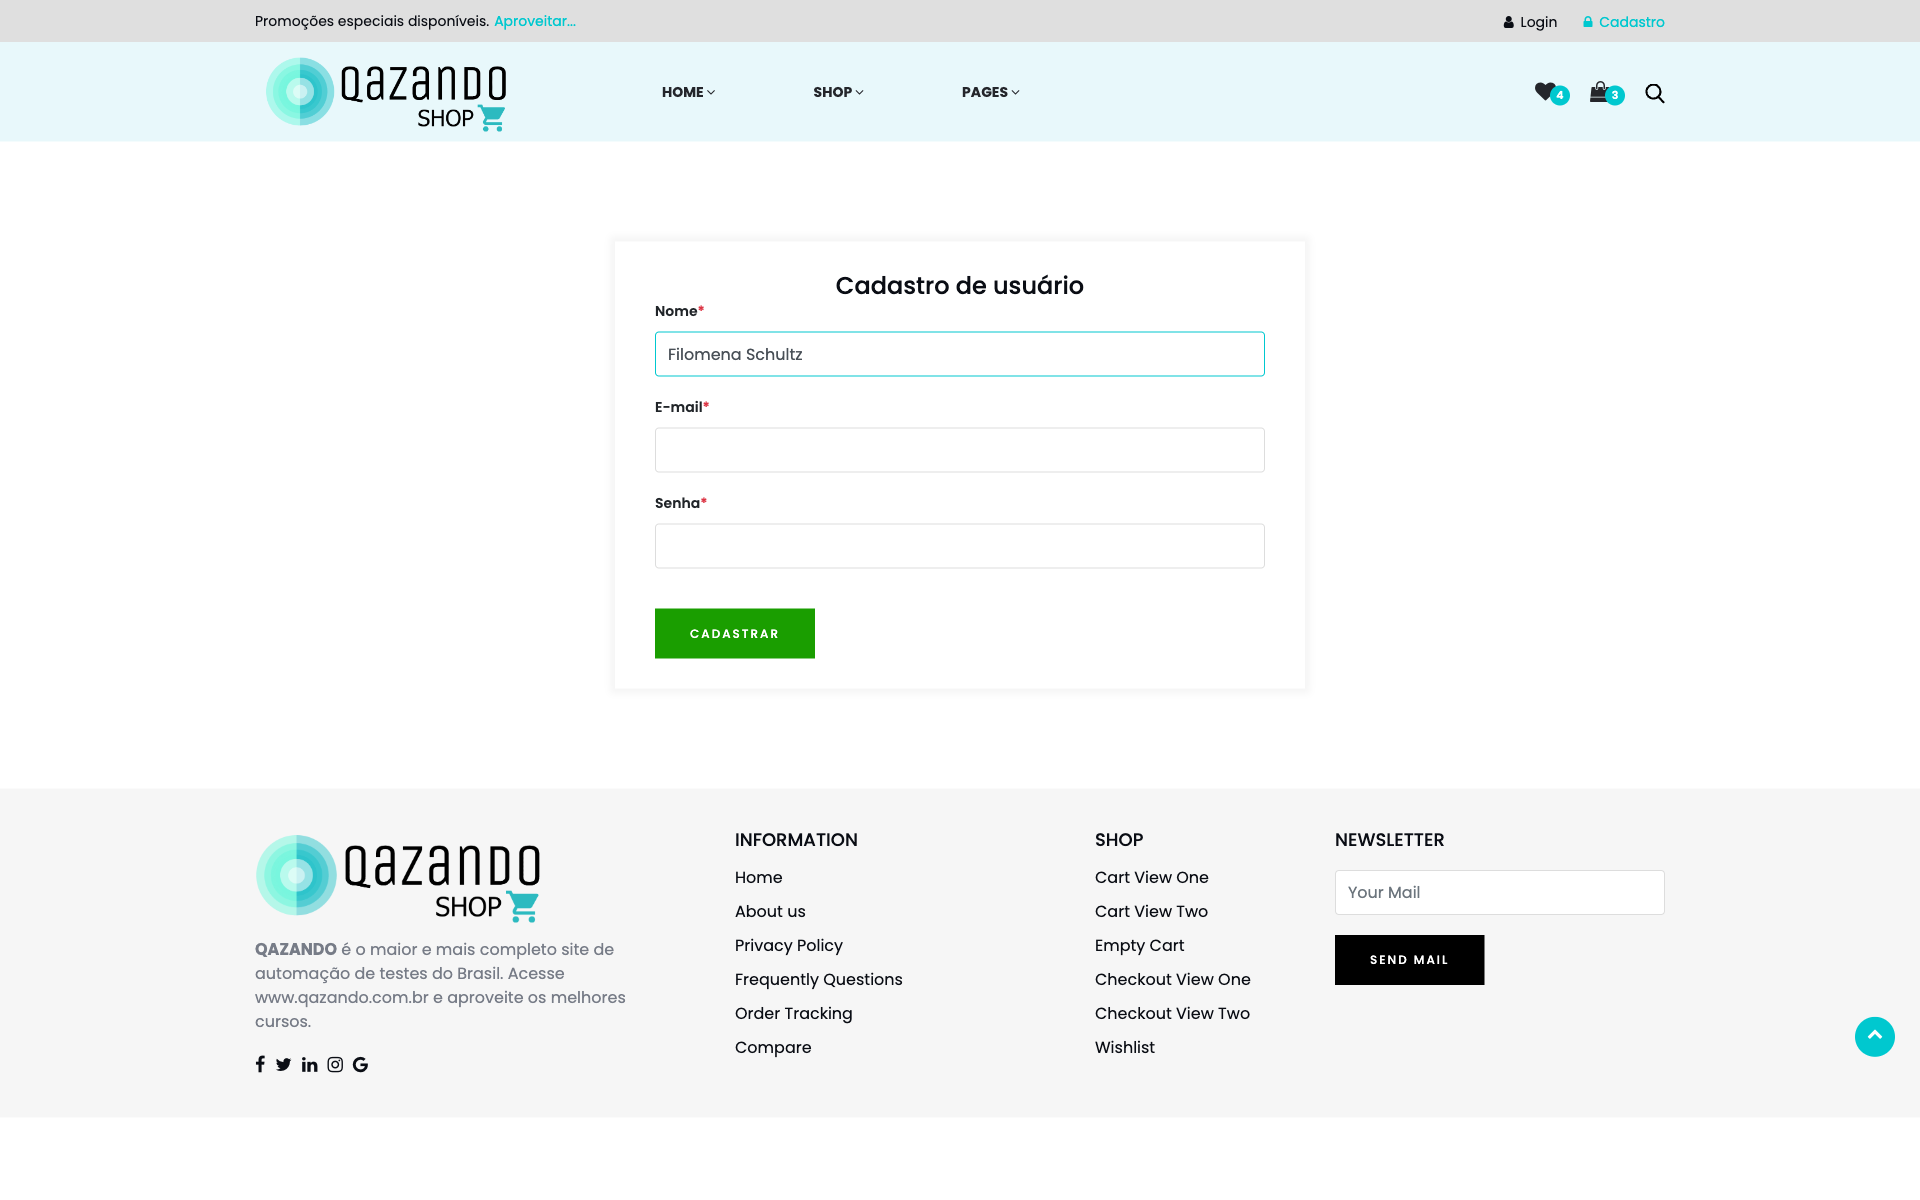 Promoções especiais disponíveis. Aproveitar...
Login
Cadastro
QAZANDO
SHOP
HOME
SHOP
PAGES
4
3
Cadastro de usuário
Nome*
Filomena Schultz
E-mail*
Senha*
CADASTRAR
QAZANDO
SHOP
QAZANDO é o maior e mais completo site de
automação de testes do Brasil. Acesse
www.qazando.com.br e aproveite os melhores
cursos.
INFORMATION
Home
About us
Privacy Policy
Frequently Questions
Order Tracking
Compare
SHOP
Cart View One
Cart View Two
Empty Cart
Checkout View One
Checkout View Two
Wishlist
NEWSLETTER
Your Mail
SEND MAIL